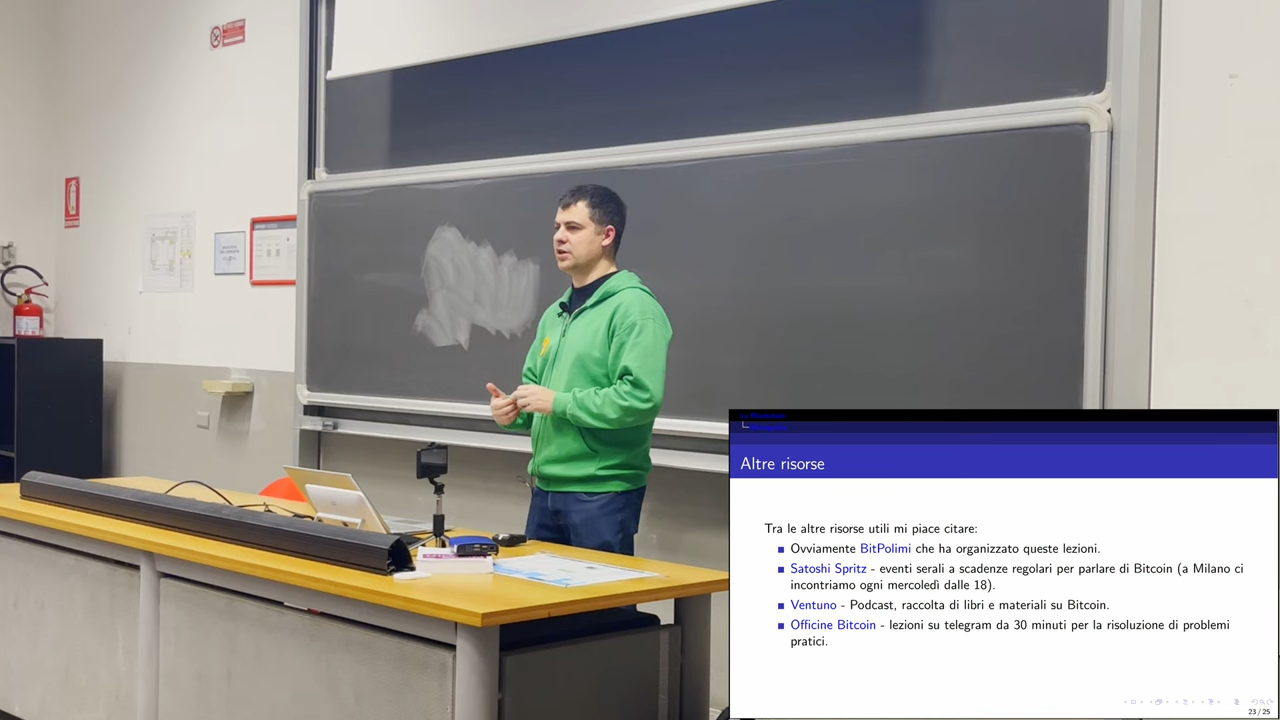 La Blockchain
Altre risorse
Tra le altre risorse utili mi piace citare:
Ovviamente BitPolimi che ha organizzato queste lezioni.
Satoshi Spritz - eventi serali a scadenze regolari per parlare di Bitcoin (a Milano ci
incontriamo ogni mercoledì dalle 18).
Ventuno - Podcast, raccolta di libri e materiali su Bitcoin.
Officine Bitcoin - lezioni su telegram da 30 minuti per la risoluzione di problemi
pratici.
23 / 25